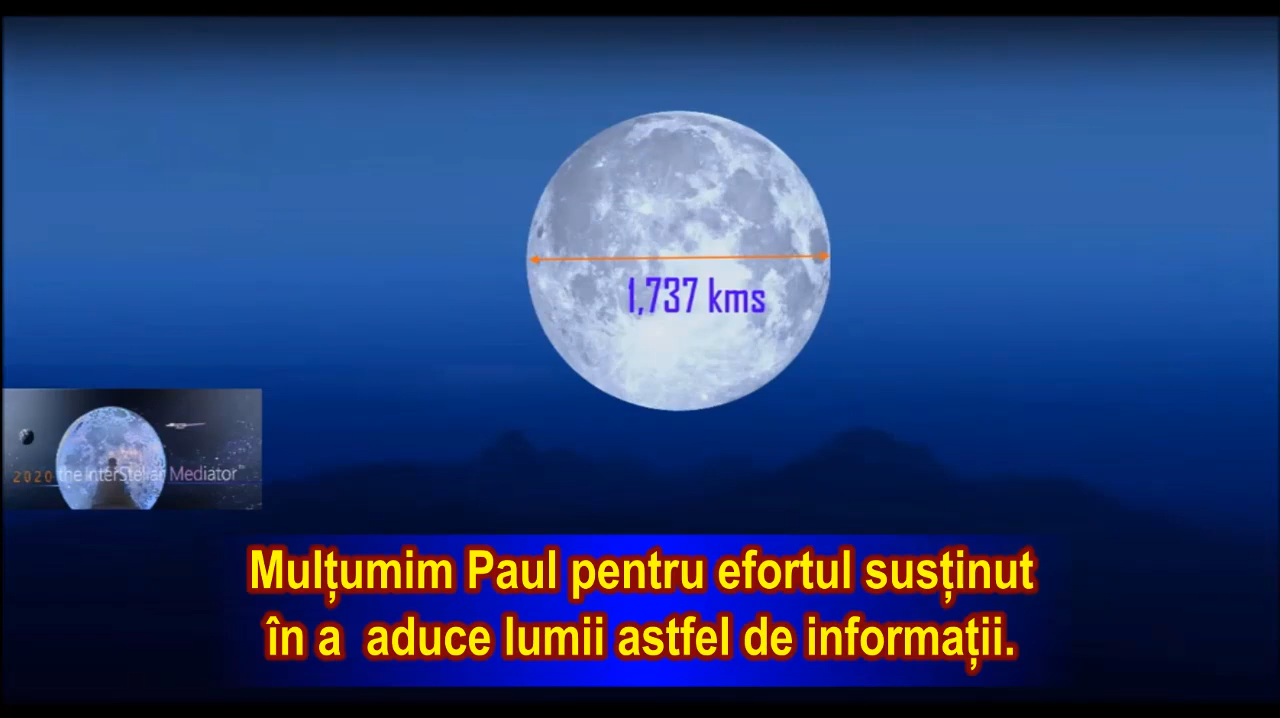 1,737 kms
2020 the InterStellar Mediator
Mulțumim Paul pentru efortul susținut
în a  aduce lumii astfel de informații.